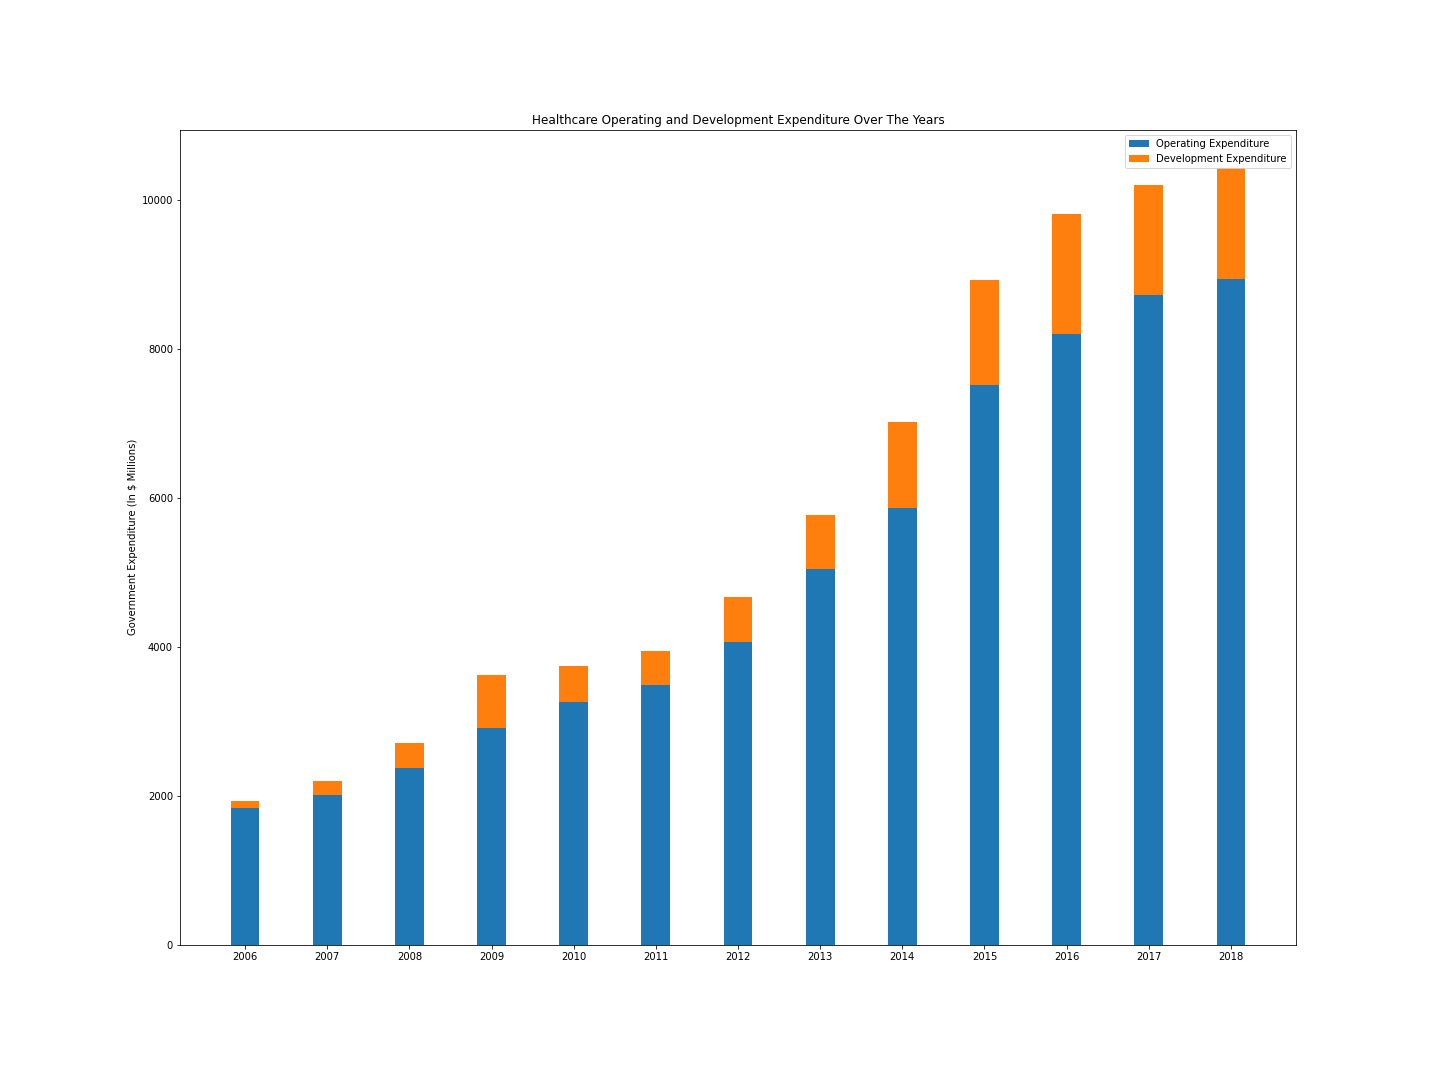 Healthcare Operating and Development Expenditure Over The Years
Operating Expenditure
Development Expenditure
Government Expenditure (In $ Millions)
10000
8000
6000
4000
2000
0
2006 2007 2008 2009 2010 2011 2012 2013 2014 2015 2016 2017 2018